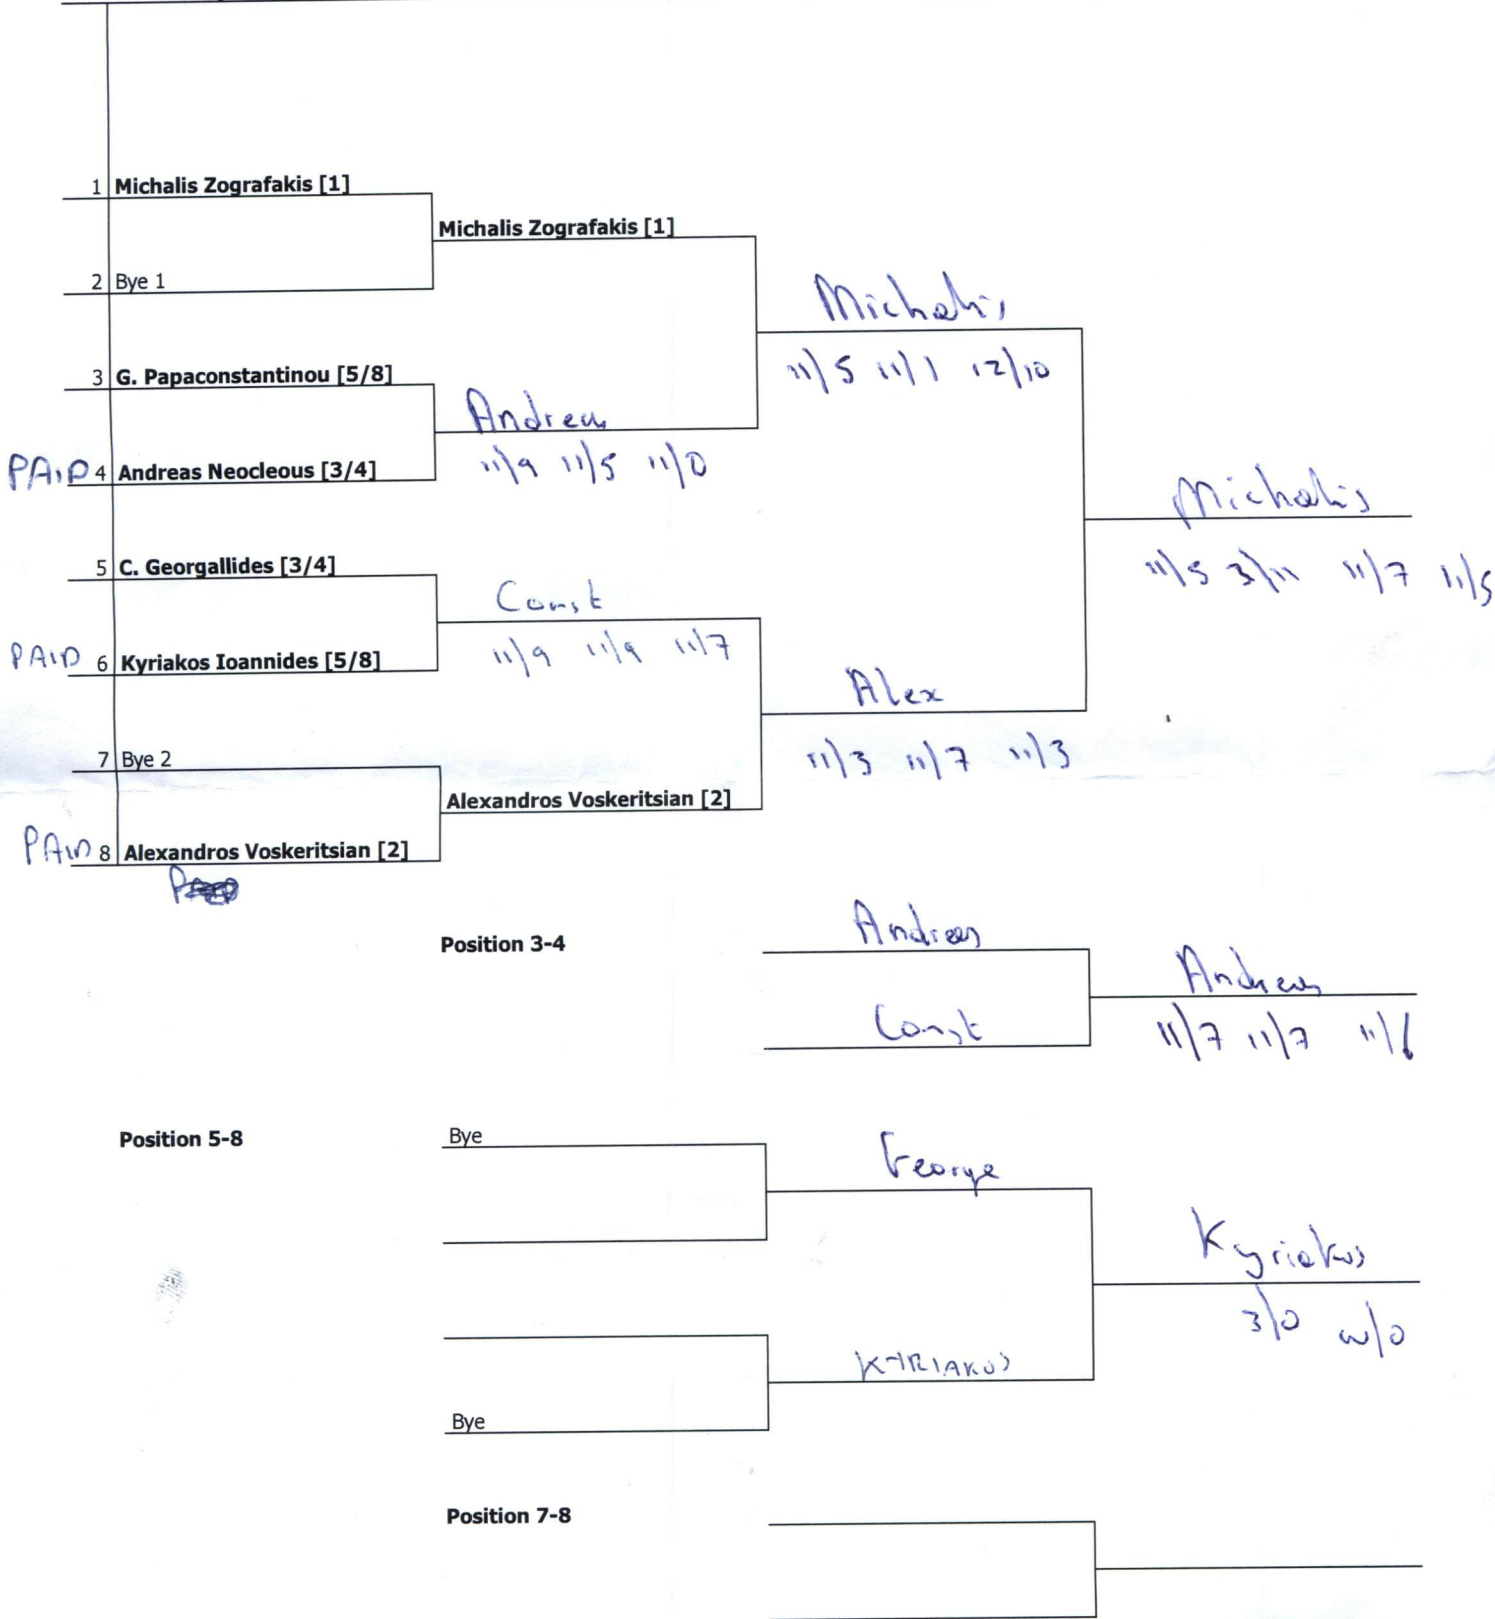 1 Michalis Zografakis [1]
Michalis Zografakis [1]
2 Bye 1
Michalis
11/5 11/1 12/10
3 G. Papaconstantinou [5/8]
Andreas
11/9 11/5 11/0
PAID 4 Andreas Neocleous [3/4]
Michalis
11/5 3/11 11/7 11/5
5 C. Georgallides [3/4]
Const
11/9 11/9 11/7
PAID 6 Kyriakos Ioannides [5/8]
Alex
11/3 11/7 11/3
7 Bye 2
Alexandros Voskeritsian [2]
PAID 8 Alexandros Voskeritsian [2]
Position 3-4
Andreas
Andreas
11/7 11/7 11/6
Const
Position 5-8
Bye
George
Kyriakos
3/0 w/o
KYRIAKOS
Bye
Position 7-8